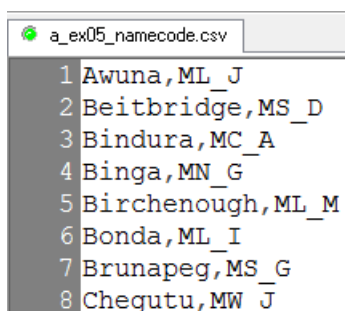 a_ex05_namecode.csv
1 Awuna,ML_J
2 Beitbridge,MS_D
3 Bindura,MC_A
4 Binga,MN_G
5 Birchenough,ML_M
6 Bonda,ML_I
7 Brunapeg,MS_G
8 Chegutu,MW_J